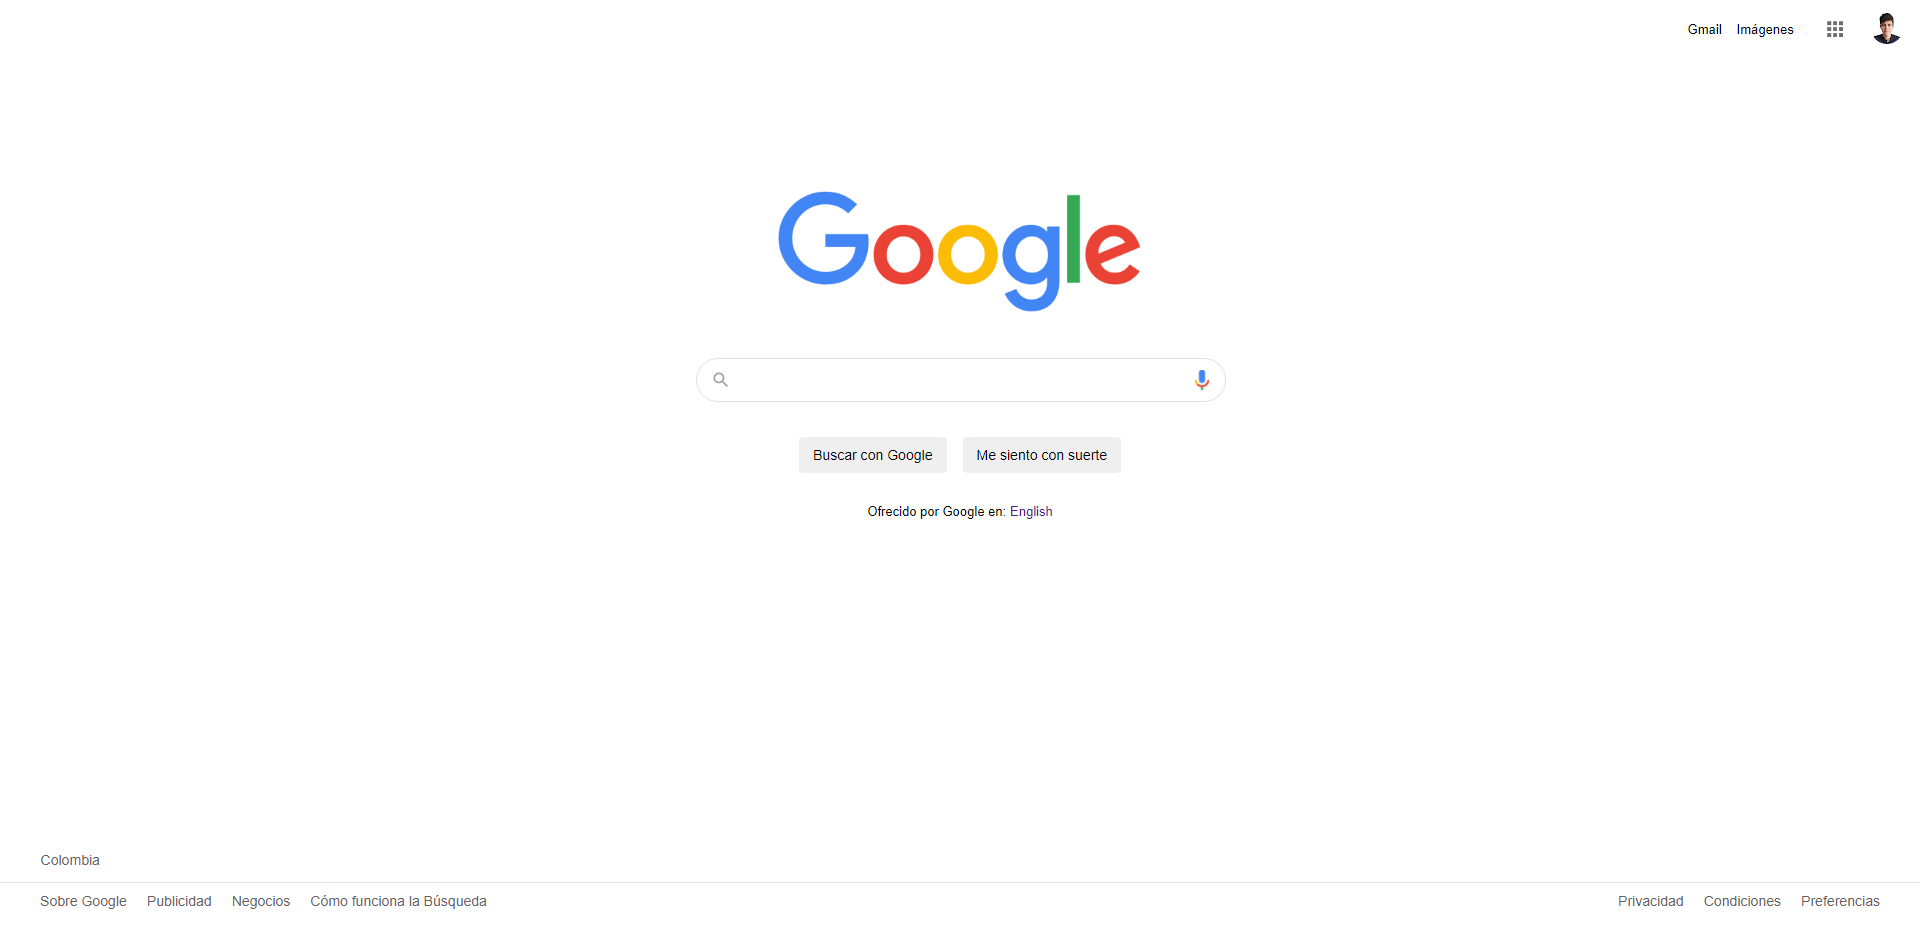 Gmail Imágenes
Google
Buscar con Google Me siento con suerte
Ofrecido por Google en: English
Colombia
Sobre Google Publicidad Negocios Cómo funciona la Búsqueda Privacidad Condiciones Preferencias